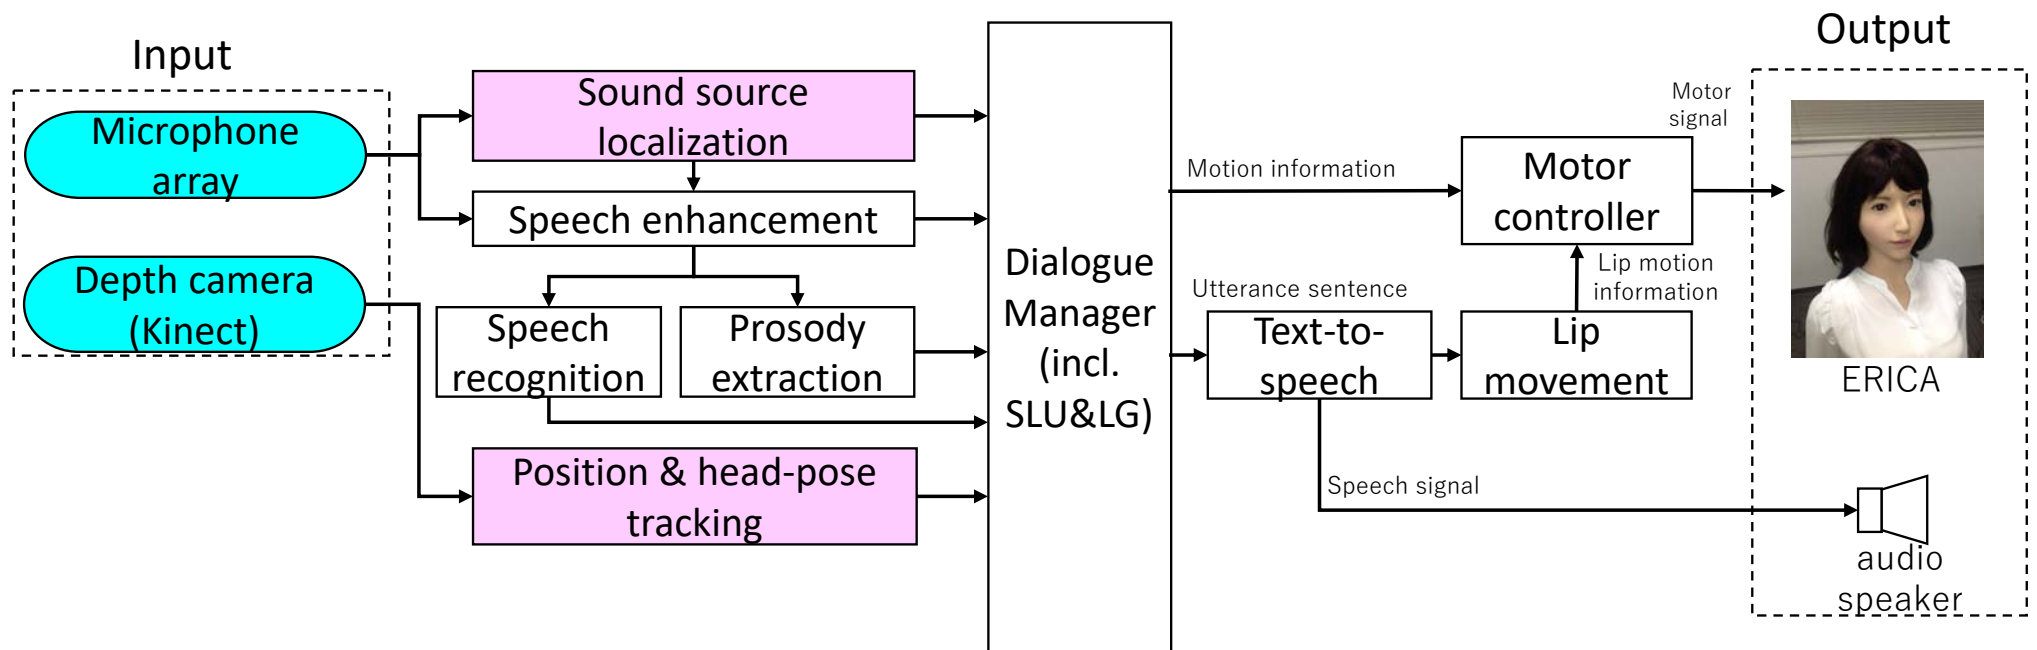 Input
Microphone
array
Depth camera
(Kinect)
Sound source
localization
Speech enhancement
Speech
recognition
Prosody
extraction
Position & head-pose
tracking
Dialogue
Manager
(incl.
SLU&LG)
Motion information
Utterance sentence
Text-to-
speech
Lip
movement
Lip motion
information
Motor
controller
Motor
signal
Speech signal
Output
ERICA
audio
speaker